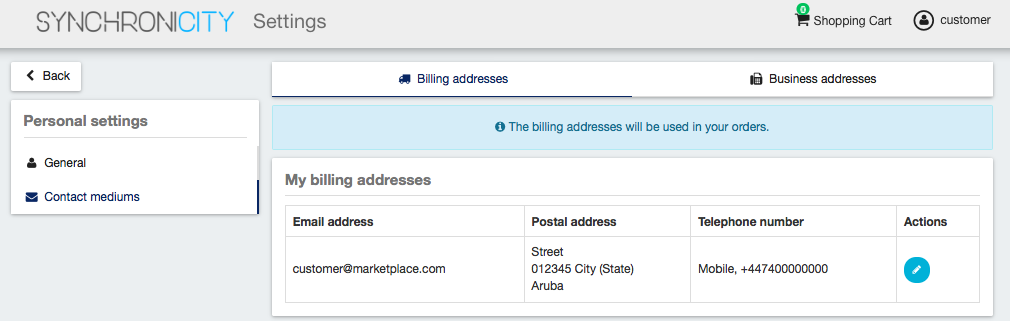 SYNCHRONICITY Settings
0
Shopping Cart
customer
Back
Billing addresses
Business addresses
Personal settings
The billing addresses will be used in your orders.
General
Contact mediums
My billing addresses
Email address Postal address Telephone number Actions
customer@marketplace.com
Street
012345 City (State)
Aruba
Mobile, +447400000000